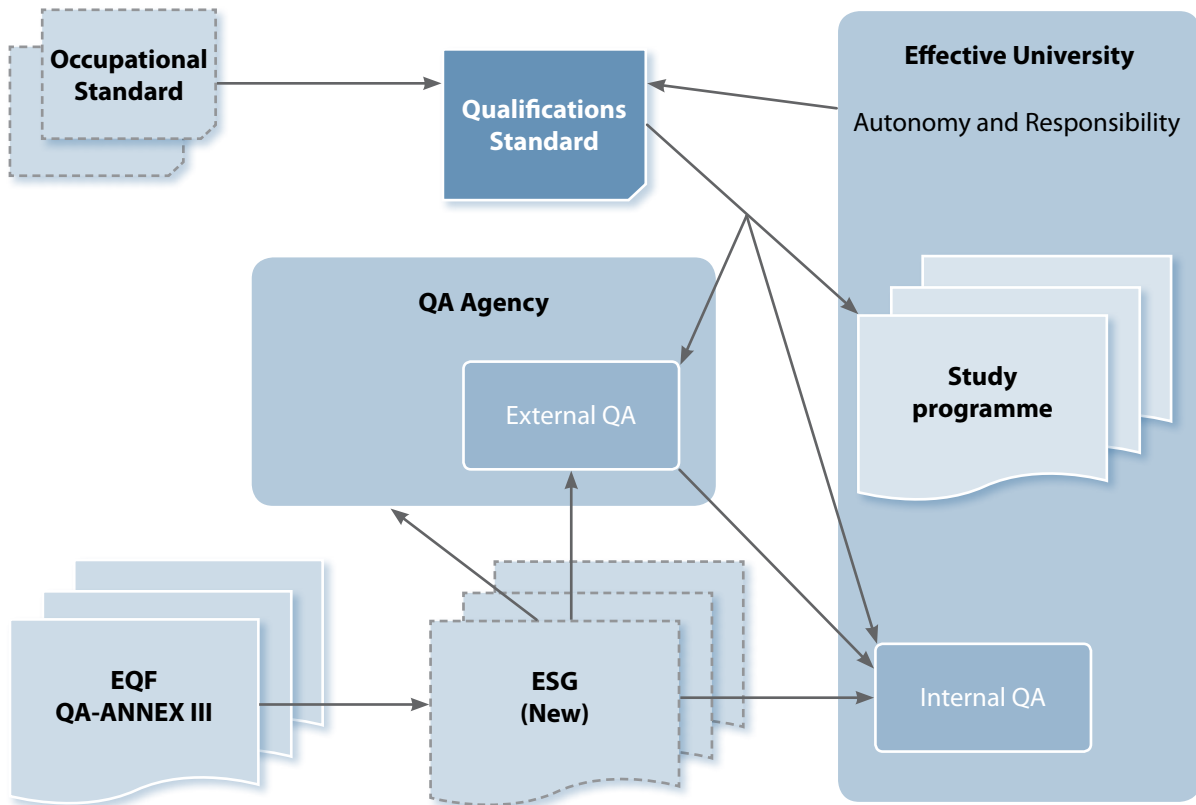 Occupational
Standard
Qualifications
Standard
Effective University
Autonomy and Responsibility
QA Agency
External QA
Study
programme
EQF
QA-ANNEX III
ESG
(New)
Internal QA